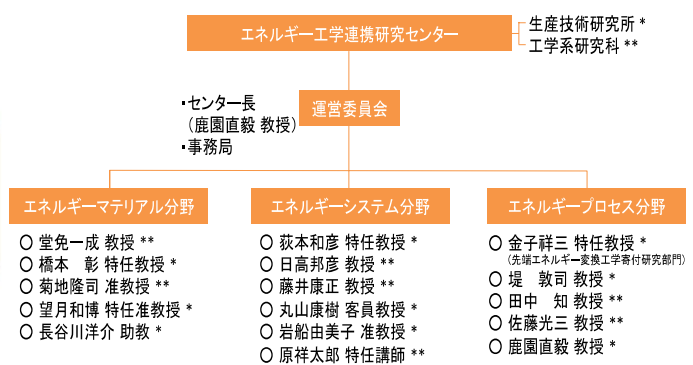 エネルギー工学連携研究センター
生産技術研究所 *
工学系研究科 **
運営委員会
・センター長
（鹿園直毅 教授）
・事務局
エネルギーマテリアル分野
○ 堂免一成 教授 **
○ 橋本　彰 特任教授 *
○ 菊地隆司 准教授 **
○ 望月和博 特任准教授 *
○ 長谷川洋介 助教 *
エネルギーシステム分野
○ 荻本和彦 特任教授 *
○ 日高邦彦 教授 **
○ 藤井康正 教授 **
○ 丸山康樹 客員教授 *
○ 岩船由美子 准教授 *
○ 原祥太郎 特任講師 **
エネルギープロセス分野
○ 金子祥三 特任教授 *
（先端エネルギー変換工学寄付研究部門）
○ 堤　敦司 教授 *
○ 田中　知 教授 **
○ 佐藤光三 教授 **
○ 鹿園直毅 教授 *